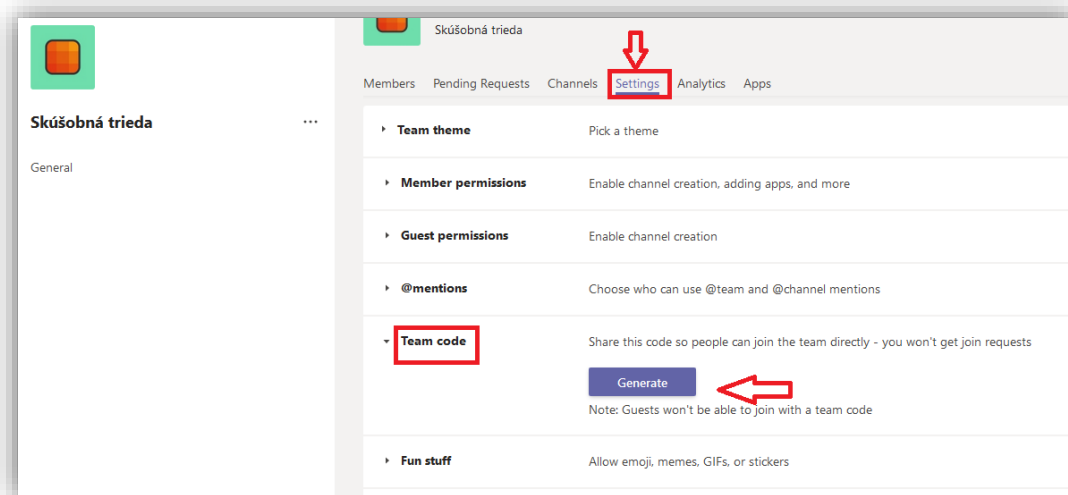 Skúšobná trieda
Members Pending Requests Channels Settings Analytics Apps
Skúšobná trieda ...
General
Team theme Pick a theme
Member permissions Enable channel creation, adding apps, and more
Guest permissions Enable channel creation
@mentions Choose who can use @team and @channel mentions
Team code Share this code so people can join the team directly - you won't get join requests
Generate
Note: Guests won't be able to join with a team code
Fun stuff Allow emoji, memes, GIFs, or stickers